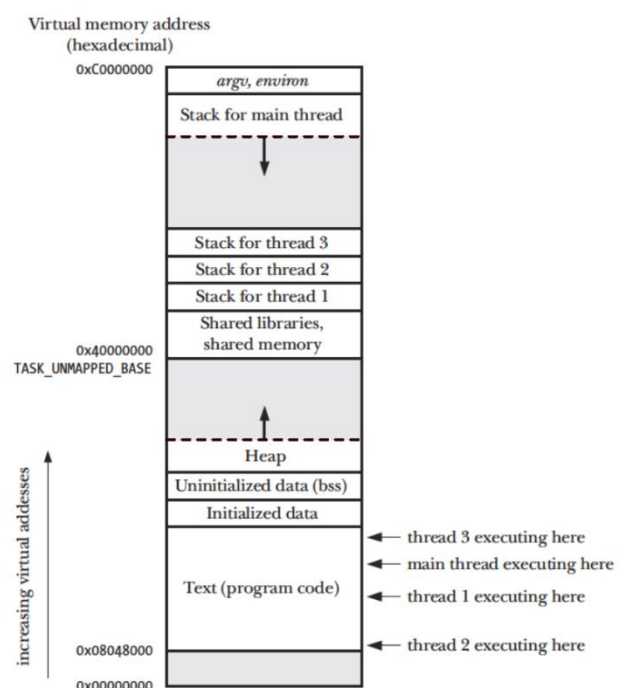 Virtual memory address
(hexadecimal)
0xC0000000
argv, environ
Stack for main thread
Stack for thread 3
Stack for thread 2
Stack for thread 1
Shared libraries,
shared memory
0x40000000
TASK_UNMAPPED_BASE
Heap
Uninitialized data (bss)
Initialized data
increasing virtual addesses
thread 3 executing here
main thread executing here
Text (program code)
thread 1 executing here
thread 2 executing here
0x08048000
0x00000000